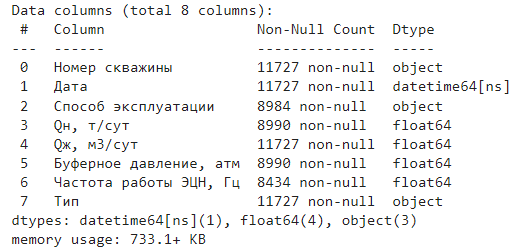 Data columns (total 8 columns):
 #   Column                   Non-Null Count  Dtype
---  ------                   --------------  -----
 0   Номер скважины           11727 non-null  object
 1   Дата                     11727 non-null  datetime64[ns]
 2   Способ эксплуатации      8984 non-null   object
 3   Qн, т/сут                8990 non-null   float64
 4   Qж, м3/сут               11727 non-null  float64
 5   Буферное давление, атм   8990 non-null   float64
 6   Частота работы ЭЦН, Гц   8434 non-null   float64
 7   Тип                      11727 non-null  object
dtypes: datetime64[ns](1), float64(4), object(3)
memory usage: 733.1+ KB